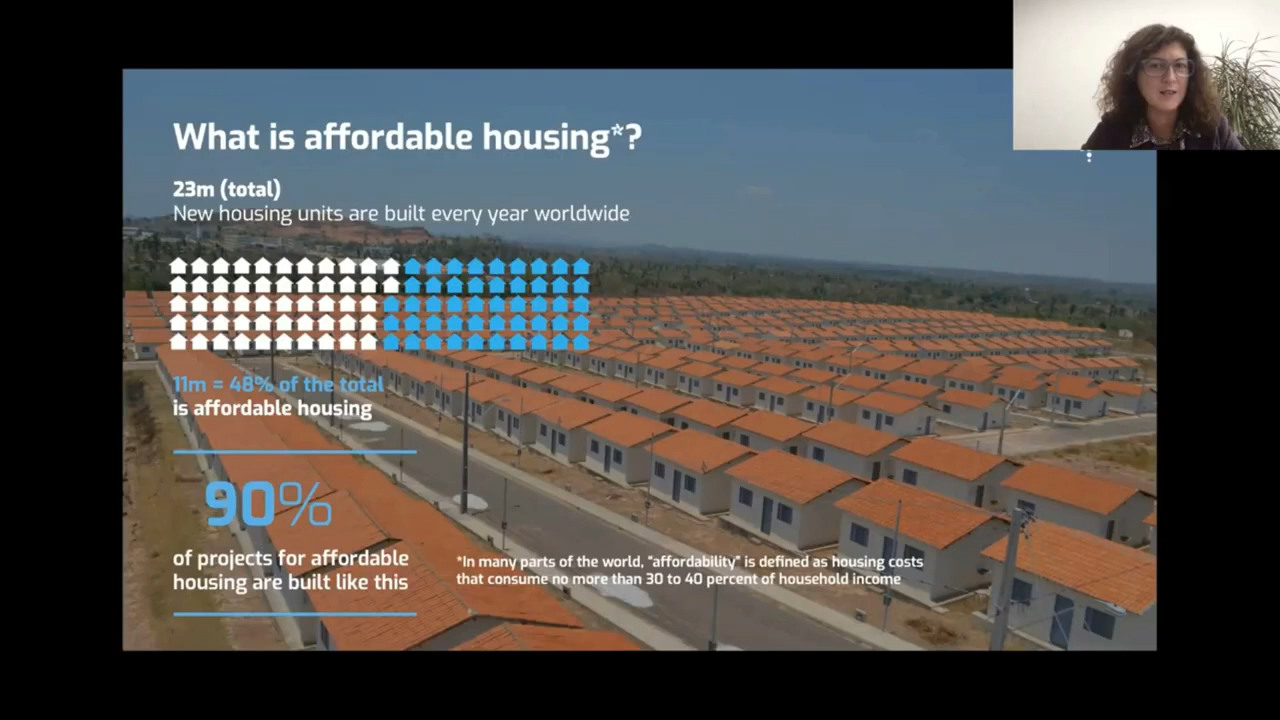 What is affordable housing*?
23m (total)
New housing units are built every year worldwide
11m = 48% of the total
is affordable housing
90%
of projects for affordable
housing are built like this
*In many parts of the world, "affordability" is defined as housing costs
that consume no more than 30 to 40 percent of household income